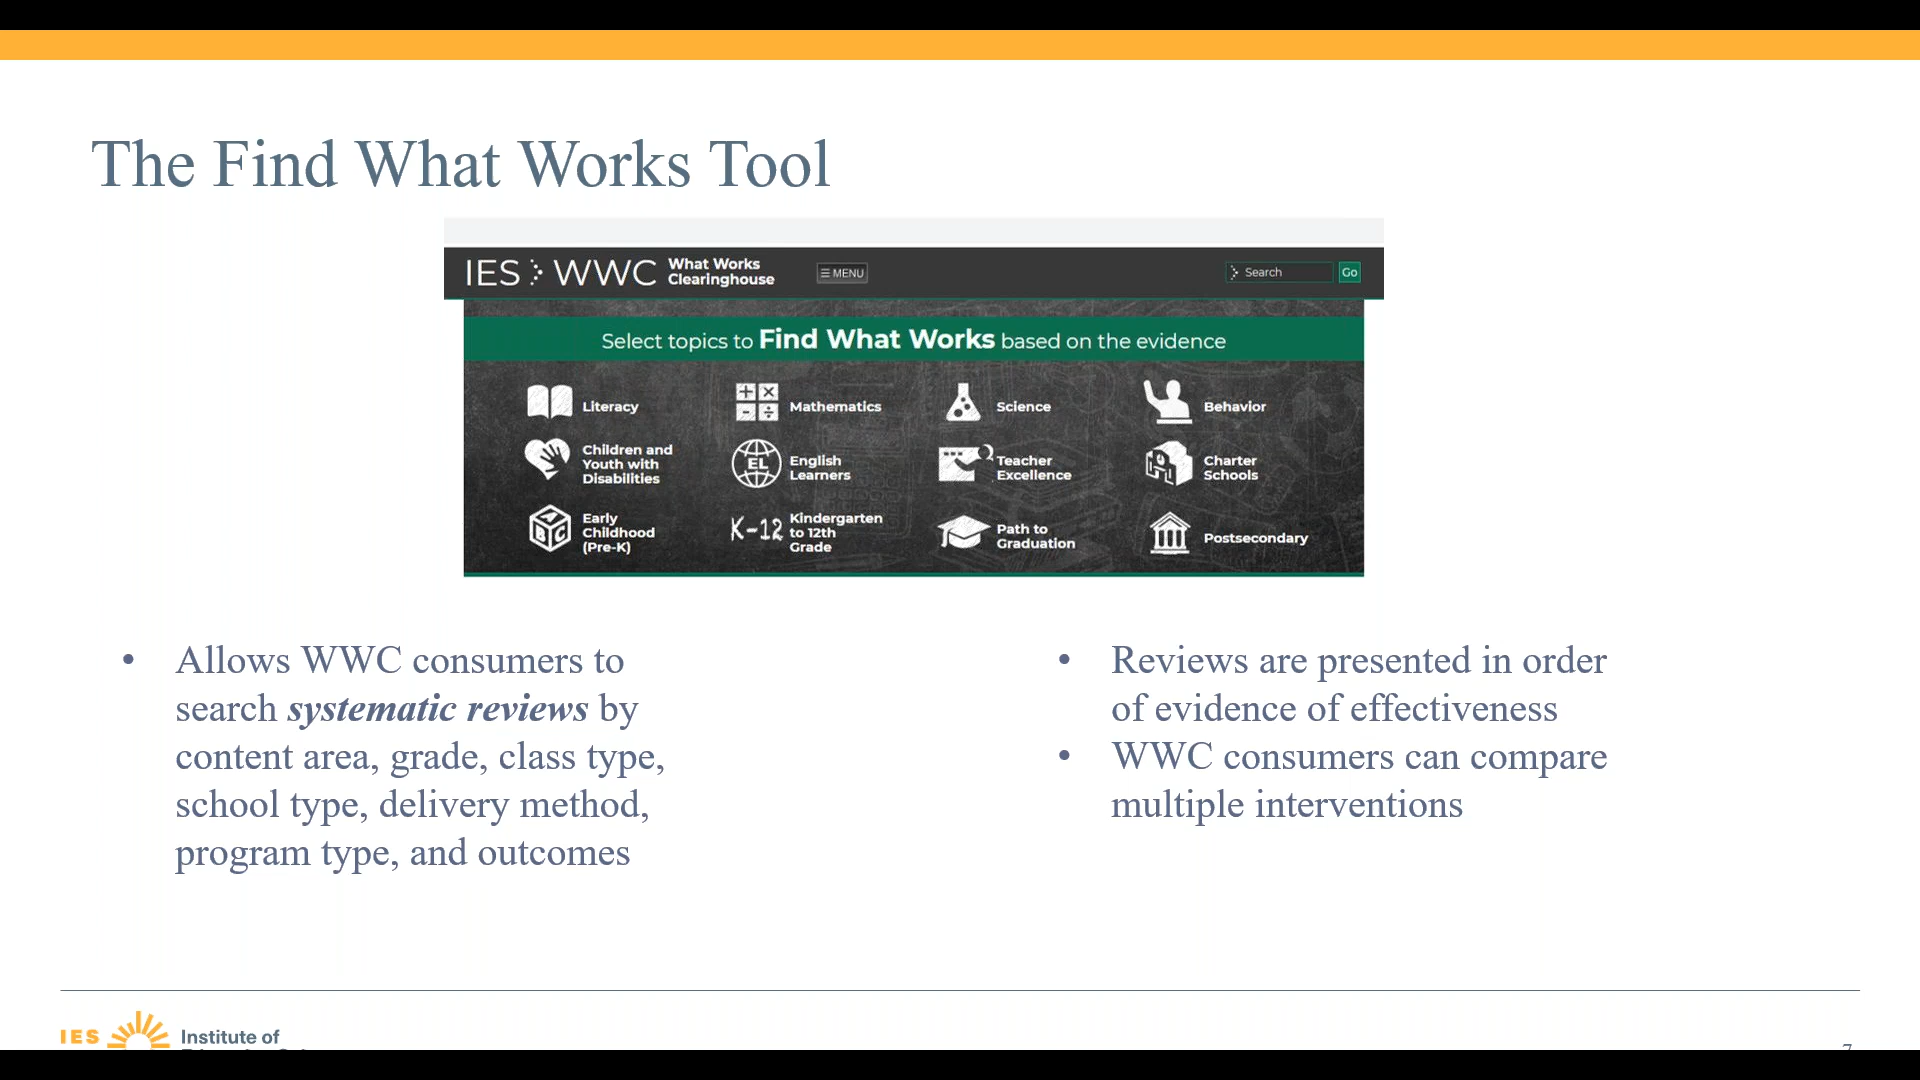 The Find What Works Tool
IES WWC What Works Clearinghouse
MENU
Search
Go
Select topics to Find What Works based on the evidence
Literacy
Mathematics
Science
Behavior
Children and
Youth with
Disabilities
EL
English
Learners
Teacher
Excellence
Charter
Schools
ABC
Early
Childhood
(Pre-K)
K-12
Kindergarten
to 12th
Grade
Path to
Graduation
Postsecondary
• Allows WWC consumers to
search systematic reviews by
content area, grade, class type,
school type, delivery method,
program type, and outcomes
• Reviews are presented in order
of evidence of effectiveness
• WWC consumers can compare
multiple interventions
IES
Institute of